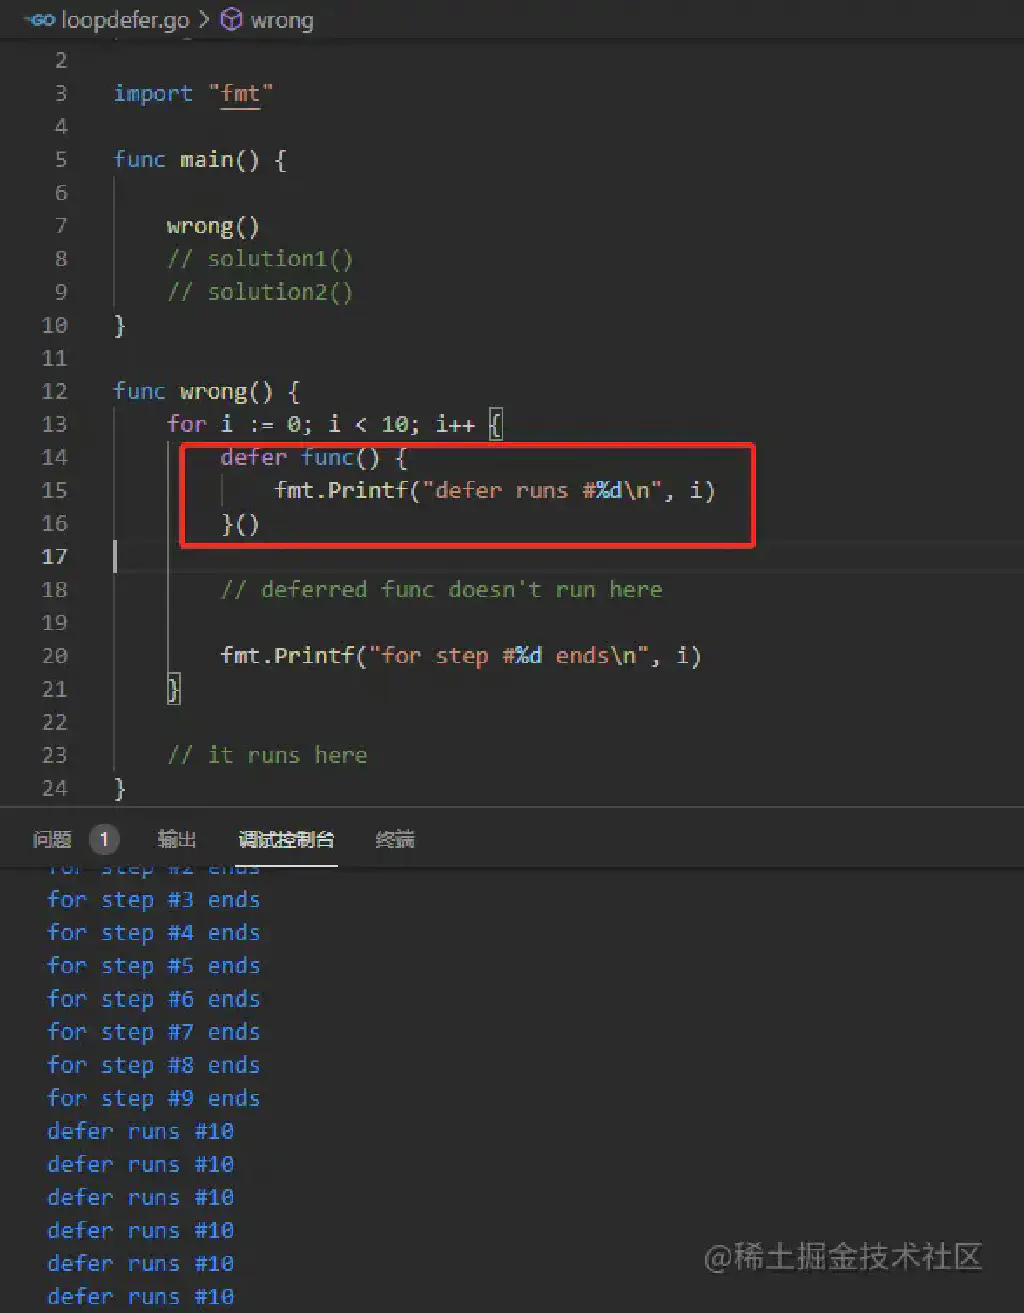 GO loopdefer.go > wrong
2
3 import "fmt"
4
5 func main() {
6
7 wrong()
8 // solution1()
9 // solution2()
10 }
11
12 func wrong() {
13 for i := 0; i < 10; i++ {
14 defer func() {
15 fmt.Printf("defer runs #%d\n", i)
16 }()
17
18 // deferred func doesn't run here
19
20 fmt.Printf("for step #%d ends\n", i)
21 }
22
23 // it runs here
24 }
问题 1 输出 调试控制台 终端
for step #2 ends
for step #3 ends
for step #4 ends
for step #5 ends
for step #6 ends
for step #7 ends
for step #8 ends
for step #9 ends
defer runs #10
defer runs #10
defer runs #10
defer runs #10
defer runs #10
defer runs #10
@稀土掘金技术社区